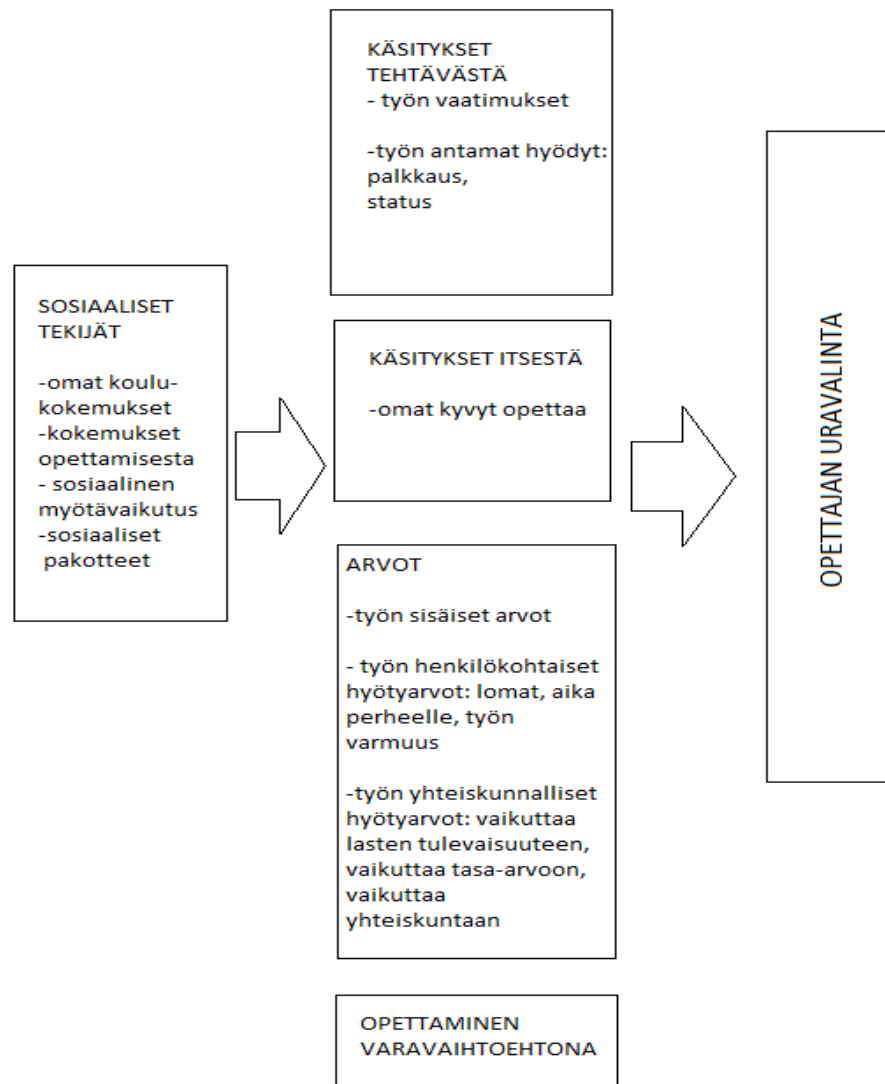 SOSIAALISET
TEKIJÄT
-omat koulu-
kokemukset
-kokemukset
opettamisesta
- sosiaalinen
myötävaikutus
-sosiaaliset
pakotteet
KÄSITYKSET
TEHTÄVÄSTÄ
- työn vaatimukset
-työn antamat hyödyt:
palkkaus,
status
KÄSITYKSET ITSESTÄ
-omat kyvyt opettaa
ARVOT
-työn sisäiset arvot
- työn henkilökohtaiset
hyötyarvot: lomat, aika
perheelle, työn
varmuus
-työn yhteiskunnalliset
hyötyarvot: vaikuttaa
lasten tulevaisuuteen,
vaikuttaa tasa-arvoon,
vaikuttaa
yhteiskuntaan
OPETTAMINEN
VARAVAIHTOEHTONA
OPETTAJAN URAVALINTA